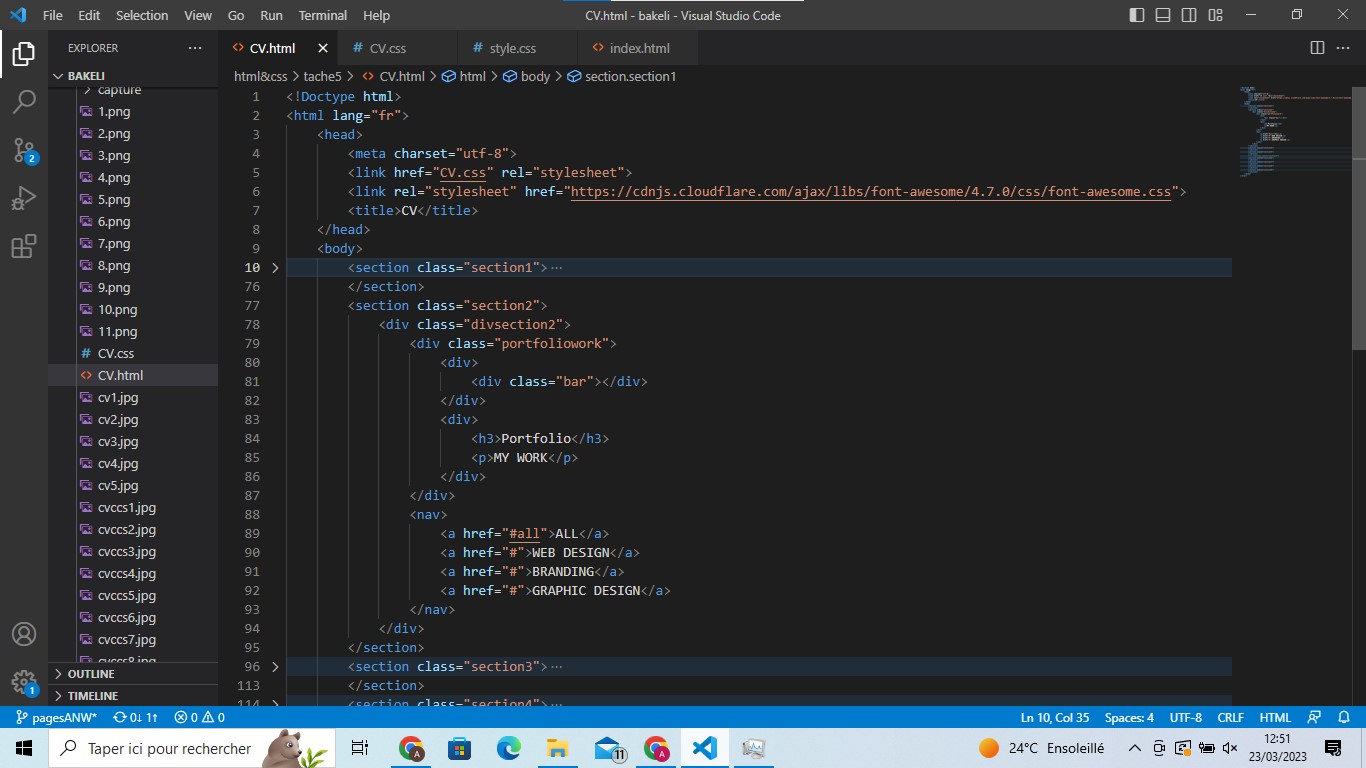 File Edit Selection View Go Run Terminal Help
CV.html - bakeli - Visual Studio Code
EXPLORER
BAKELI
capture
1.png
2.png
3.png
4.png
5.png
6.png
7.png
8.png
9.png
10.png
11.png
# CV.css
<> CV.html
cv1.jpg
cv2.jpg
cv3.jpg
cv4.jpg
cv5.jpg
cvccs1.jpg
cvccs2.jpg
cvccs3.jpg
cvccs4.jpg
cvccs5.jpg
cvccs6.jpg
cvccs7.jpg
cvccs8.jpg
OUTLINE
TIMELINE
2
1
<> CV.html # CV.css # style.css <> index.html
html&css > tache5 > <> CV.html > html > body > section.section1
1 <!Doctype html>
2 <html lang="fr">
3 <head>
4 <meta charset="utf-8">
5 <link href="CV.css" rel="stylesheet">
6 <link rel="stylesheet" href="https://cdnjs.cloudflare.com/ajax/libs/font-awesome/4.7.0/css/font-awesome.css">
7 <title>CV</title>
8 </head>
9 <body>
10 <section class="section1"> ...
76 </section>
77 <section class="section2">
78 <div class="divsection2">
79 <div class="portfoliowork">
80 <div>
81 <div class="bar"></div>
82 </div>
83 <div>
84 <h3>Portfolio</h3>
85 <p>MY WORK</p>
86 </div>
87 </div>
88 <nav>
89 <a href="#all">ALL</a>
90 <a href="#">WEB DESIGN</a>
91 <a href="#">BRANDING</a>
92 <a href="#">GRAPHIC DESIGN</a>
93 </nav>
94 </div>
95 </section>
96 <section class="section3"> ...
113 </section>
114 <section class="section4"> ...
pagesANW* 0↓ 1↑ 0 0
Ln 10, Col 35 Spaces: 4 UTF-8 CRLF HTML
Taper ici pour rechercher
A
11
A
24°C Ensoleillé
12:51
23/03/2023